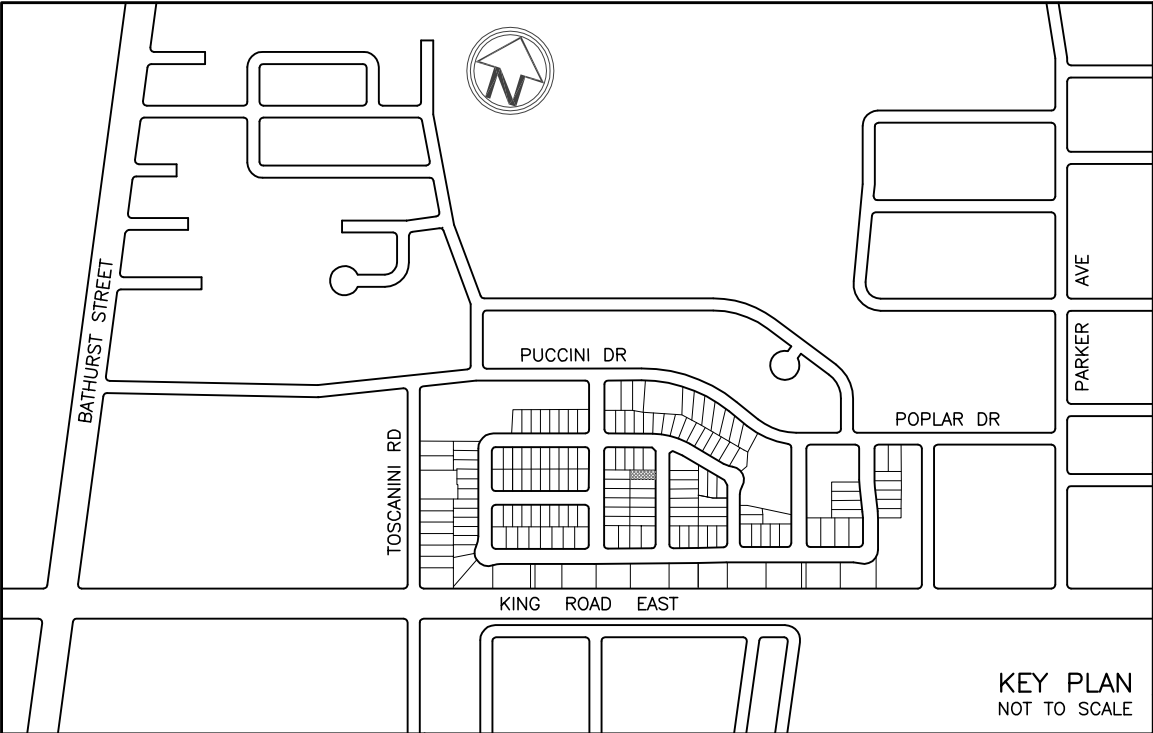 N
BATHURST STREET
PUCCINI DR
TOSCANINI RD
POPLAR DR
PARKER AVE
KING ROAD EAST
KEY PLAN
NOT TO SCALE